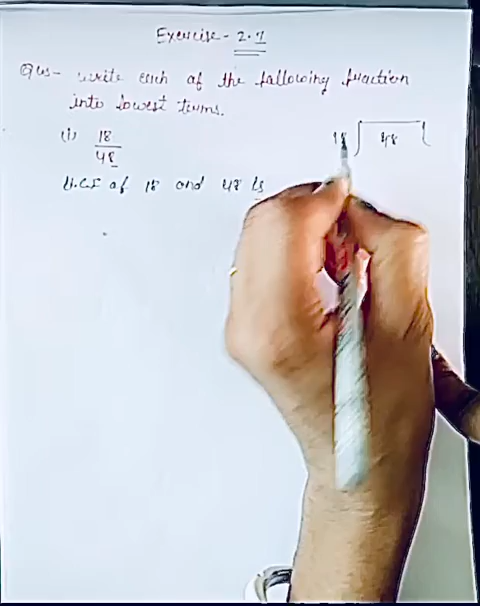 Exercise - 2.1
Qus - write each of the following fraction
into lowest terms.
(i) 18/48
18 48
H.C.F of 18 and 48 is